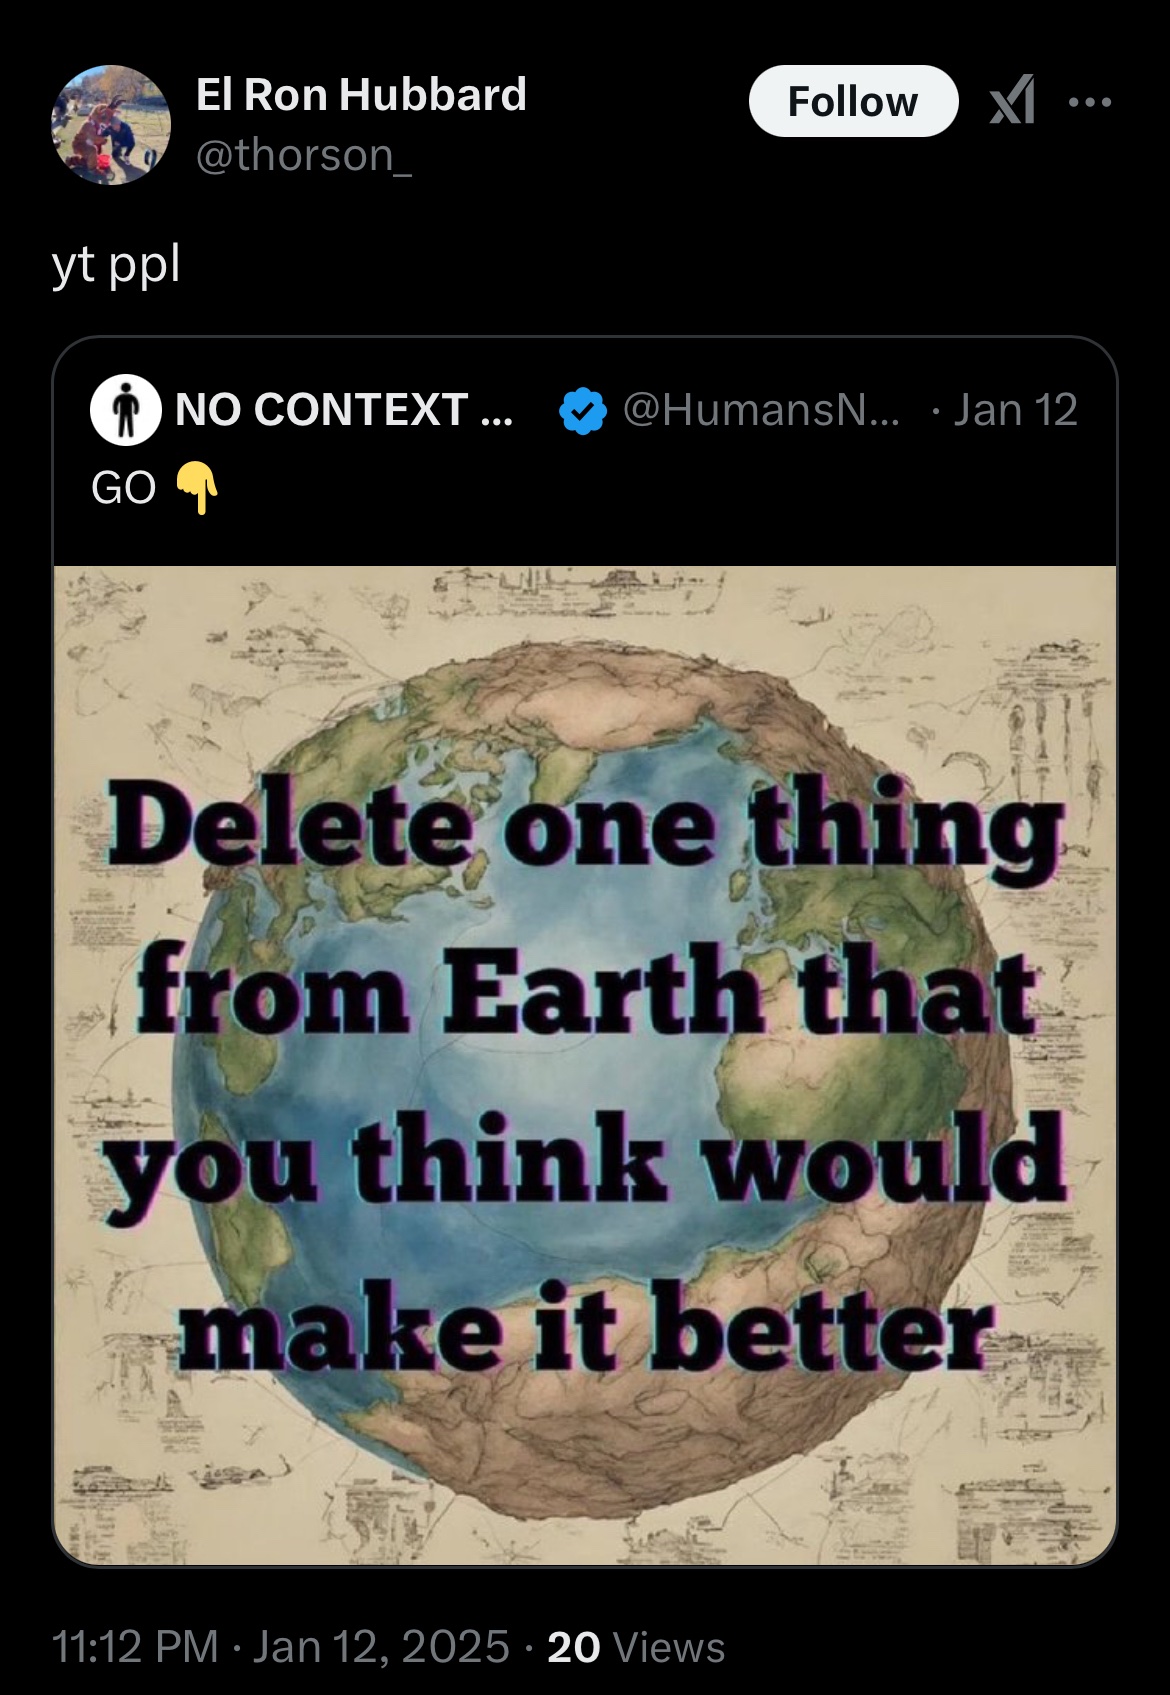 El Ron Hubbard
Follow
@thorson_
yt ppl
NO CONTEXT ... @HumansN... · Jan 12
GO 👇
Delete one thing
from Earth that
you think would
make it better
11:12 PM · Jan 12, 2025 · 20 Views